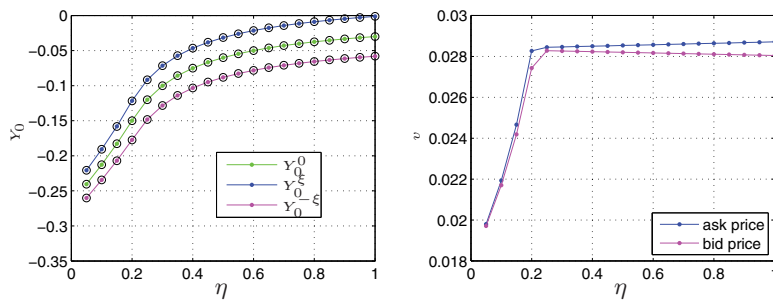 0
−0.05
−0.1
−0.15
−0.2
−0.25
−0.3
−0.35
Y₀
0 0.2 0.4 0.6 0.8 1
η
Y₀⁰
Y₀^ξ
Y₀^−ξ
0.03
0.028
0.026
0.024
0.022
0.02
0.018
v
0 0.2 0.4 0.6 0.8 1
η
ask price
bid price